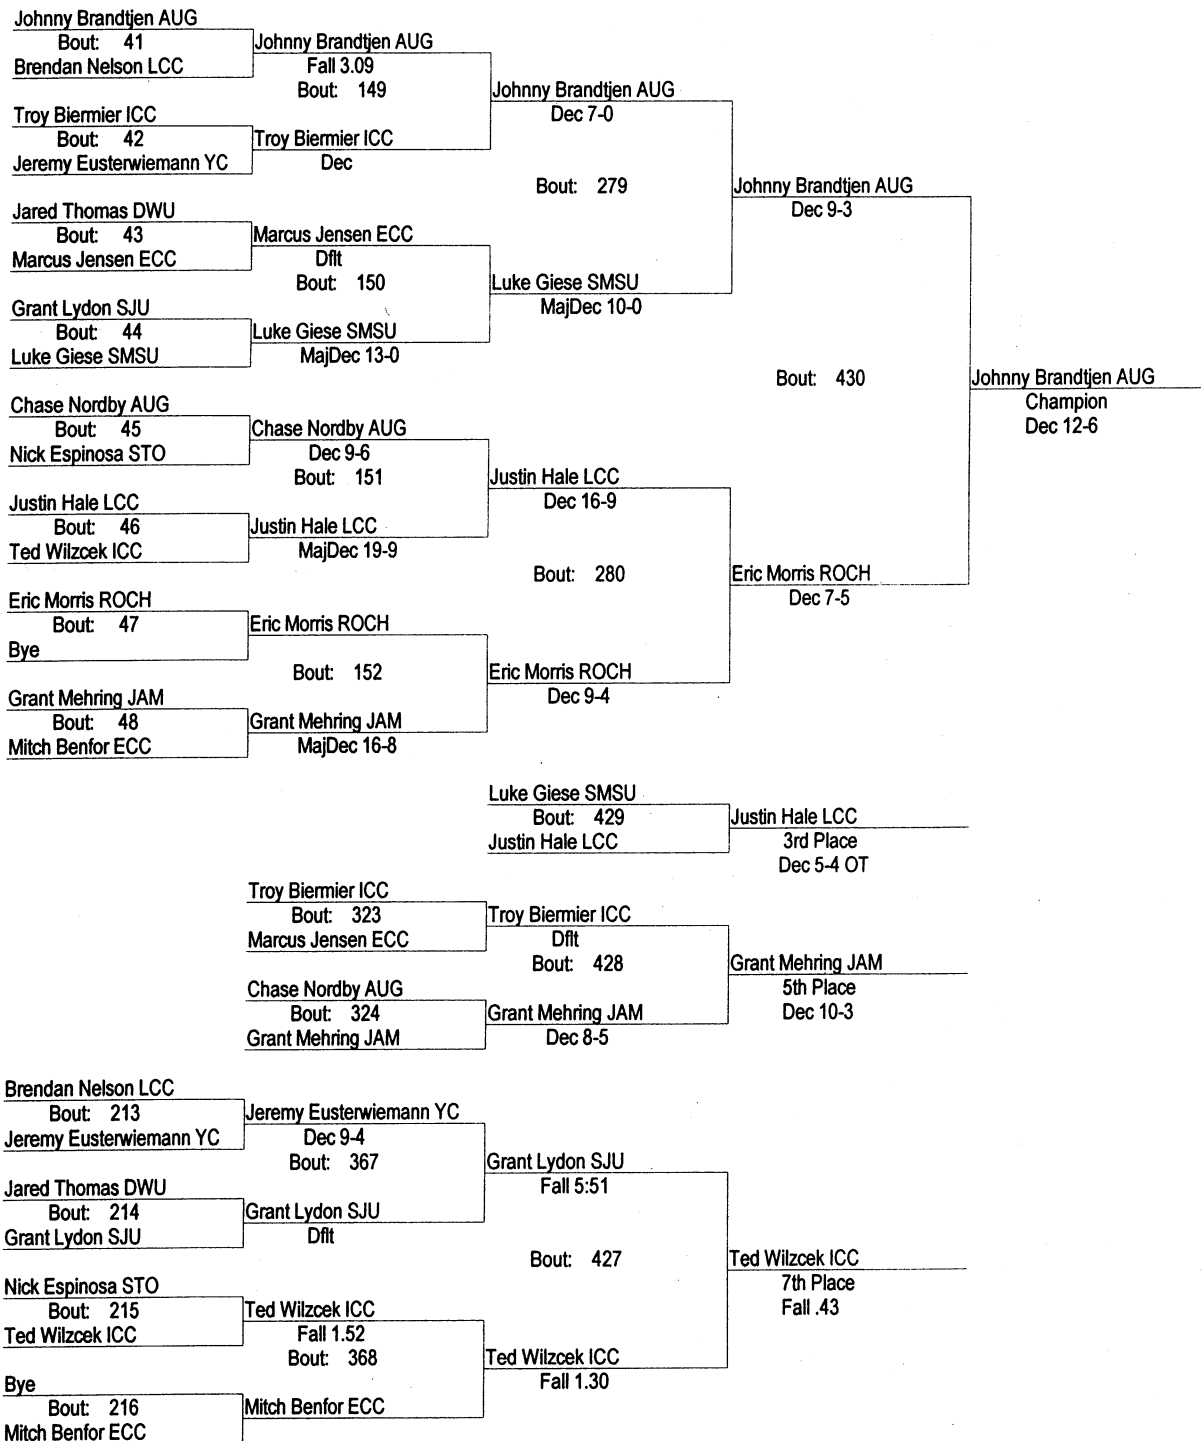 Johnny Brandtjen AUG
Bout: 41
Brendan Nelson LCC
Johnny Brandtjen AUG
Fall 3.09
Bout: 149
Troy Biermier ICC
Bout: 42
Jeremy Eusterwiemann YC
Troy Biermier ICC
Dec
Johnny Brandtjen AUG
Dec 7-0
Bout: 279
Jared Thomas DWU
Bout: 43
Marcus Jensen ECC
Marcus Jensen ECC
Dflt
Bout: 150
Grant Lydon SJU
Bout: 44
Luke Giese SMSU
Luke Giese SMSU
MajDec 13-0
Luke Giese SMSU
MajDec 10-0
Johnny Brandtjen AUG
Dec 9-3
Bout: 430
Johnny Brandtjen AUG
Champion
Dec 12-6
Chase Nordby AUG
Bout: 45
Nick Espinosa STO
Chase Nordby AUG
Dec 9-6
Bout: 151
Justin Hale LCC
Bout: 46
Ted Wilzcek ICC
Justin Hale LCC
MajDec 19-9
Justin Hale LCC
Dec 16-9
Bout: 280
Eric Morris ROCH
Bout: 47
Bye
Eric Morris ROCH
Bout: 152
Grant Mehring JAM
Bout: 48
Mitch Benfor ECC
Grant Mehring JAM
MajDec 16-8
Eric Morris ROCH
Dec 9-4
Eric Morris ROCH
Dec 7-5
Luke Giese SMSU
Bout: 429
Justin Hale LCC
Justin Hale LCC
3rd Place
Dec 5-4 OT
Troy Biermier ICC
Bout: 323
Marcus Jensen ECC
Troy Biermier ICC
Dflt
Bout: 428
Chase Nordby AUG
Bout: 324
Grant Mehring JAM
Grant Mehring JAM
Dec 8-5
Grant Mehring JAM
5th Place
Dec 10-3
Brendan Nelson LCC
Bout: 213
Jeremy Eusterwiemann YC
Jeremy Eusterwiemann YC
Dec 9-4
Bout: 367
Jared Thomas DWU
Bout: 214
Grant Lydon SJU
Grant Lydon SJU
Dflt
Grant Lydon SJU
Fall 5:51
Bout: 427
Nick Espinosa STO
Bout: 215
Ted Wilzcek ICC
Ted Wilzcek ICC
Fall 1.52
Bout: 368
Bye
Bout: 216
Mitch Benfor ECC
Mitch Benfor ECC
Ted Wilzcek ICC
Fall 1.30
Ted Wilzcek ICC
7th Place
Fall .43